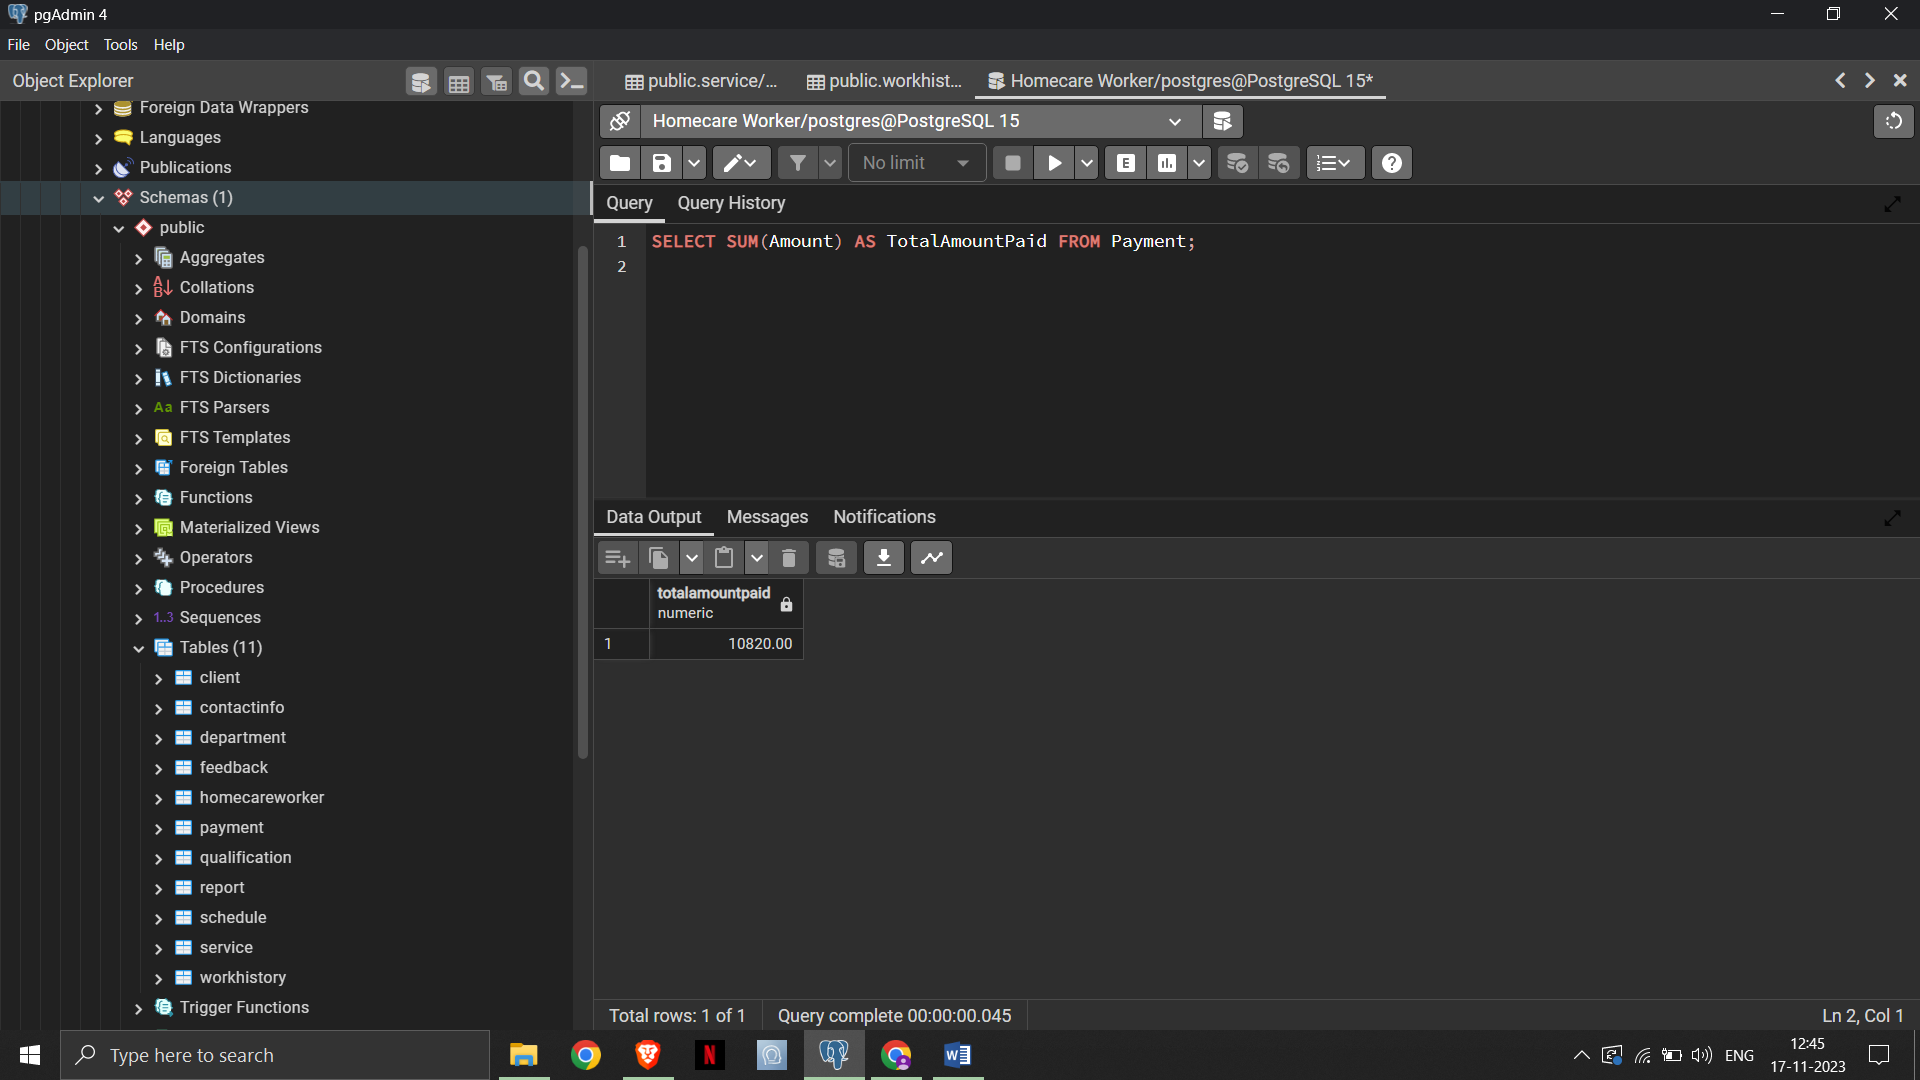 pgAdmin 4
File Object Tools Help
Object Explorer
public.service/... public.workhist... Homecare Worker/postgres@PostgreSQL 15*
Foreign Data Wrappers
Languages
Publications
Schemas (1)
public
Aggregates
Collations
Domains
FTS Configurations
FTS Dictionaries
Aa FTS Parsers
FTS Templates
Foreign Tables
Functions
Materialized Views
Operators
Procedures
1..3 Sequences
Tables (11)
client
contactinfo
department
feedback
homecareworker
payment
qualification
report
schedule
service
workhistory
Trigger Functions
Homecare Worker/postgres@PostgreSQL 15
No limit E
Query Query History
1 SELECT SUM(Amount) AS TotalAmountPaid FROM Payment;
2
Data Output Messages Notifications
totalamountpaid
numeric
1 10820.00
Total rows: 1 of 1 Query complete 00:00:00.045 Ln 2, Col 1
Type here to search
ENG
12:45
17-11-2023